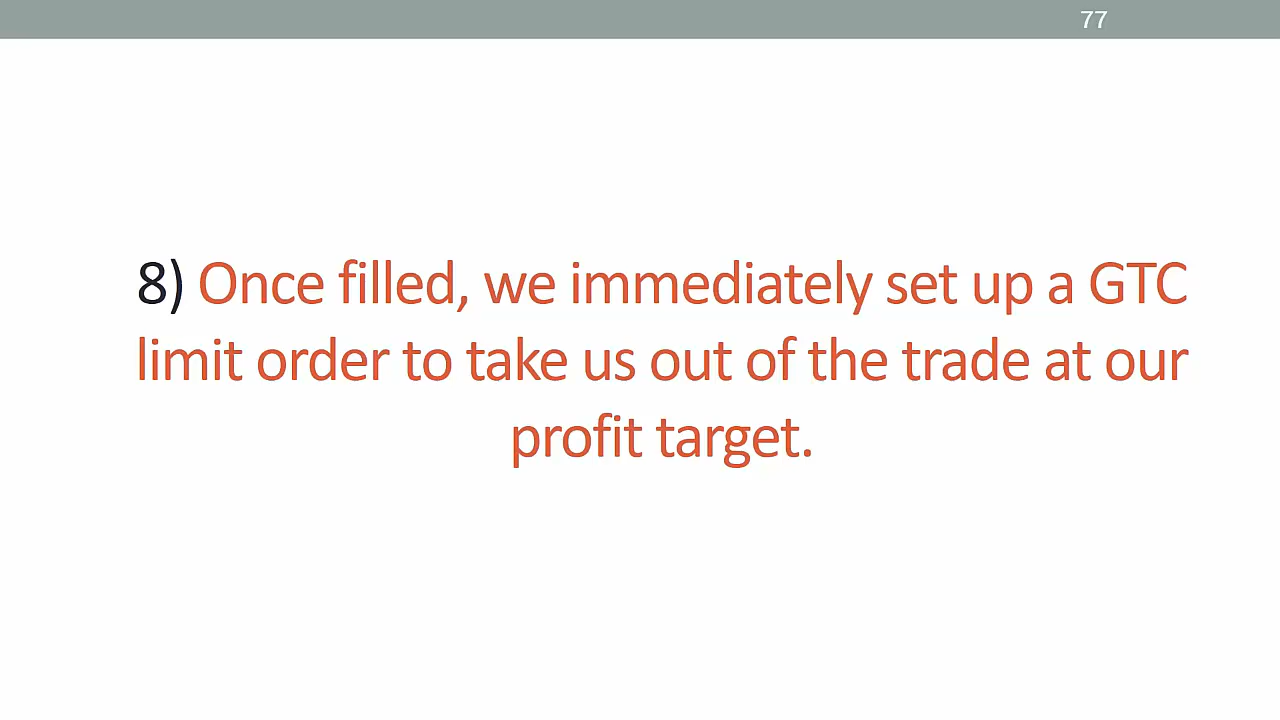 77
8) Once filled, we immediately set up a GTC
limit order to take us out of the trade at our
profit target.